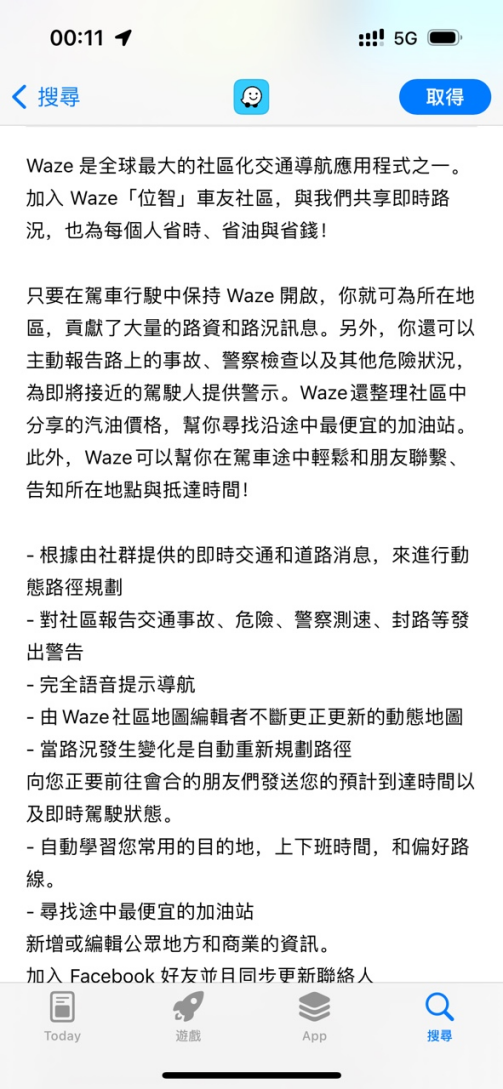 00:11
5G
搜尋
取得
Waze 是全球最大的社區化交通導航應用程式之一。
加入 Waze「位智」車友社區，與我們共享即時路
況，也為每個人省時、省油與省錢！
只要在駕車行駛中保持 Waze 開啟，你就可為所在地
區，貢獻了大量的路資和路況訊息。另外，你還可以
主動報告路上的事故、警察檢查以及其他危險狀況，
為即將接近的駕駛人提供警示。Waze還整理社區中
分享的汽油價格，幫你尋找沿途中最便宜的加油站。
此外，Waze可以幫你在駕車途中輕鬆和朋友聯繫、
告知所在地點與抵達時間！
- 根據由社群提供的即時交通和道路消息，來進行動
態路徑規劃
- 對社區報告交通事故、危險、警察測速、封路等發
出警告
- 完全語音提示導航
- 由Waze社區地圖編輯者不斷更正更新的動態地圖
- 當路況發生變化是自動重新規劃路徑
向您正要前往會合的朋友們發送您的預計到達時間以
及即時駕駛狀態。
- 自動學習您常用的目的地，上下班時間，和偏好路
線。
- 尋找途中最便宜的加油站
新增或編輯公眾地方和商業的資訊。
加入 Facebook 好友並且同步更新聯絡人
Today
遊戲
App
搜尋